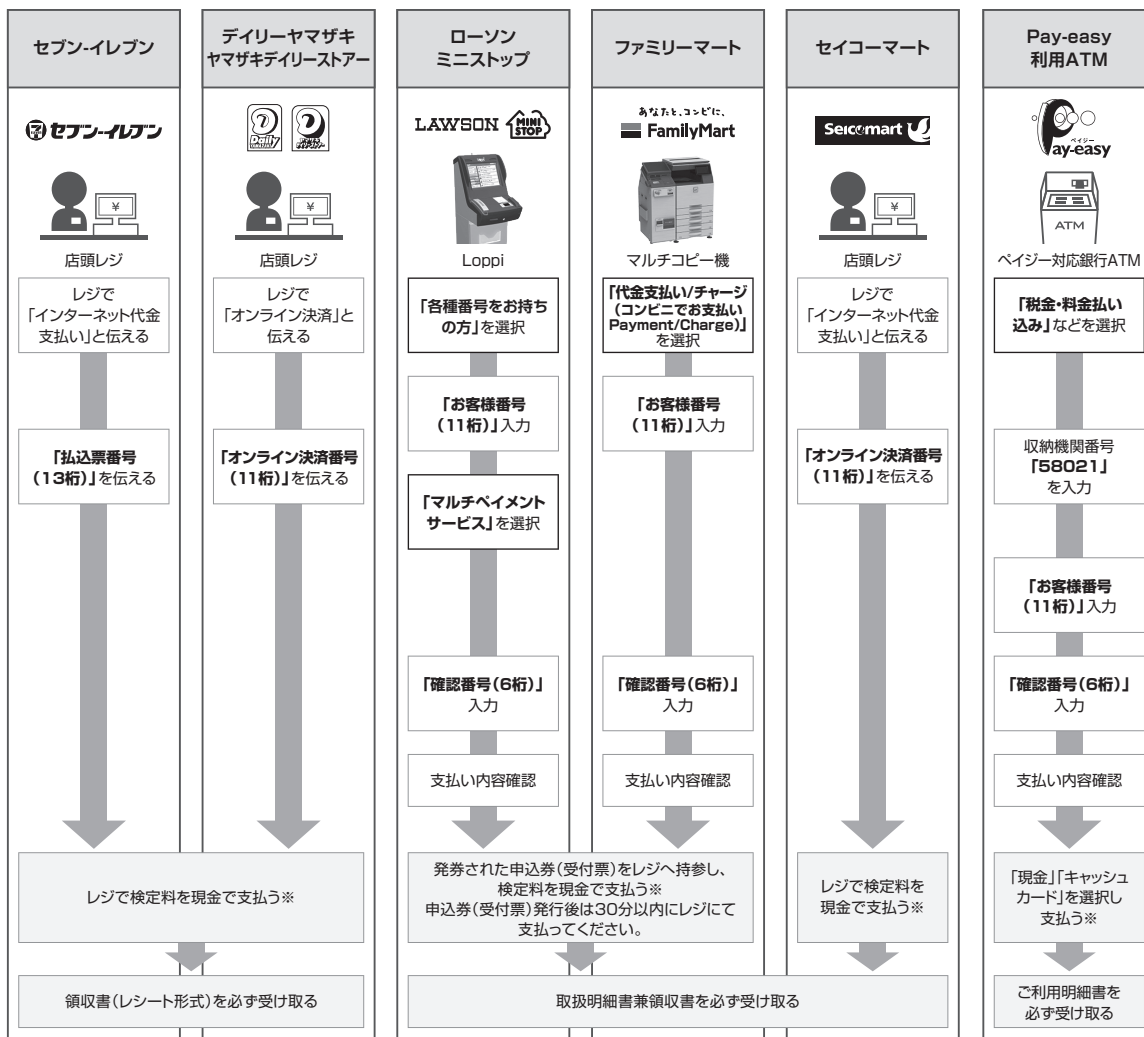 セブン-イレブン
デイリーヤマザキ
ヤマザキデイリーストアー
ローソン
ミニストップ
ファミリーマート
セイコーマート
Pay-easy
利用ATM
セブン-イレブン
Daily
LAWSON
MINI
STOP
あなたと、コンビに、
FamilyMart
Seicomart
ペイジー
Pay-easy
¥
¥
¥
ATM
店頭レジ
店頭レジ
Loppi
マルチコピー機
店頭レジ
ペイジー対応銀行ATM
レジで
「インターネット代金
支払い」と伝える
レジで
「オンライン決済」と
伝える
「各種番号をお持ち
の方」を選択
「代金支払い/チャージ
(コンビニでお支払い
Payment/Charge)」
を選択
レジで
「インターネット代金
支払い」と伝える
「税金・料金払い
込み」などを選択
「お客様番号
(11桁)」入力
「お客様番号
(11桁)」入力
「払込票番号
(13桁)」を伝える
「オンライン決済番号
(11桁)」を伝える
「マルチペイメント
サービス」を選択
「オンライン決済番号
(11桁)」を伝える
収納機関番号
「58021」
を入力
「お客様番号
(11桁)」入力
「確認番号(6桁)」
入力
「確認番号(6桁)」
入力
「確認番号(6桁)」
入力
支払い内容確認
支払い内容確認
支払い内容確認
レジで検定料を現金で支払う※
発券された申込券(受付票)をレジへ持参し、
検定料を現金で支払う※
申込券(受付票)発行後は30分以内にレジにて
支払ってください。
レジで検定料を
現金で支払う※
「現金」「キャッシュ
カード」を選択し
支払う※
領収書(レシート形式)を必ず受け取る
取扱明細書兼領収書を必ず受け取る
ご利用明細書を
必ず受け取る